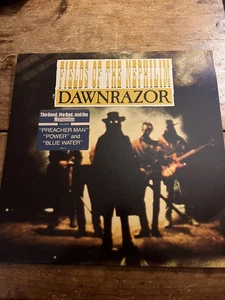 FIELDS OF THE NEPHILIM
DAWNRAZOR
The Good, the Bad, and the
Nephilim
"PREACHER MAN"
"POWER" and
"BLUE WATER"